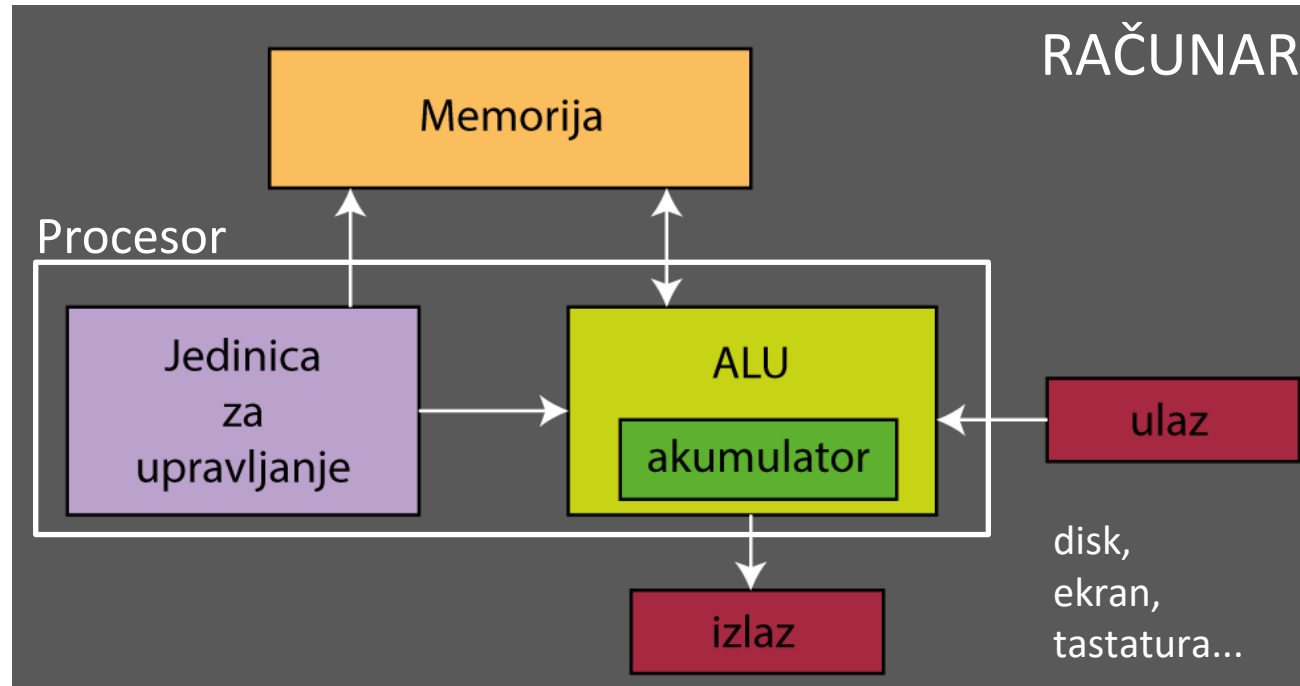 RAČUNAR
Memorija
Procesor
Jedinica
za
upravljanje
ALU
akumulator
ulaz
izlaz
disk,
ekran,
tastatura...